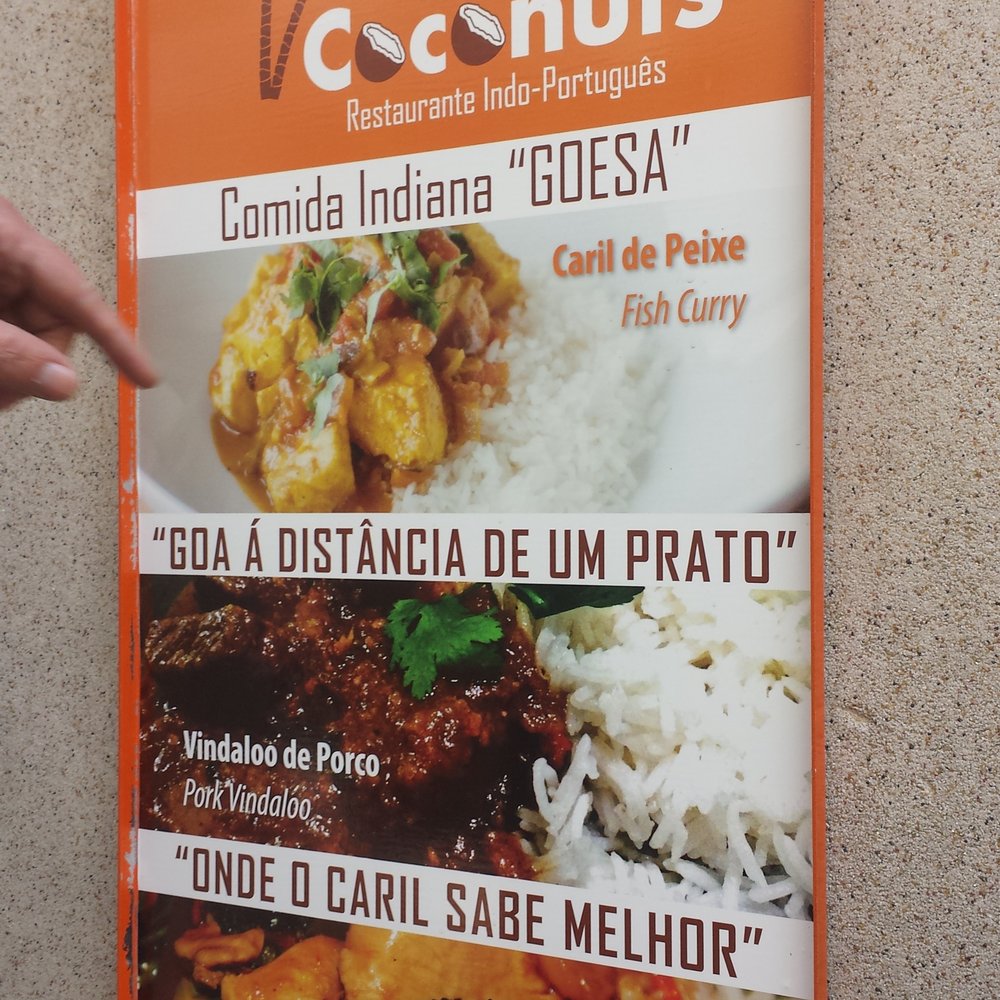 Coconuts
Restaurante Indo-Português
Comida Indiana "GOESA"
Caril de Peixe
Fish Curry
"GOA Á DISTÂNCIA DE UM PRATO"
Vindaloo de Porco
Pork Vindaloo
"ONDE O CARIL SABE MELHOR"